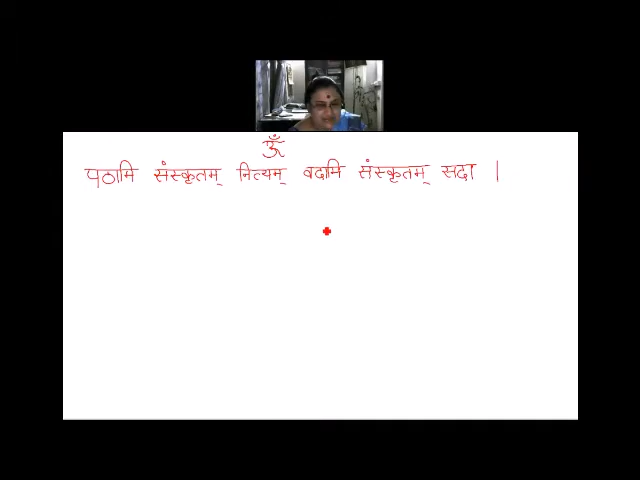 ॐ
पठामि संस्कृतम् नित्यम् वदामि संस्कृतम् सदा ।